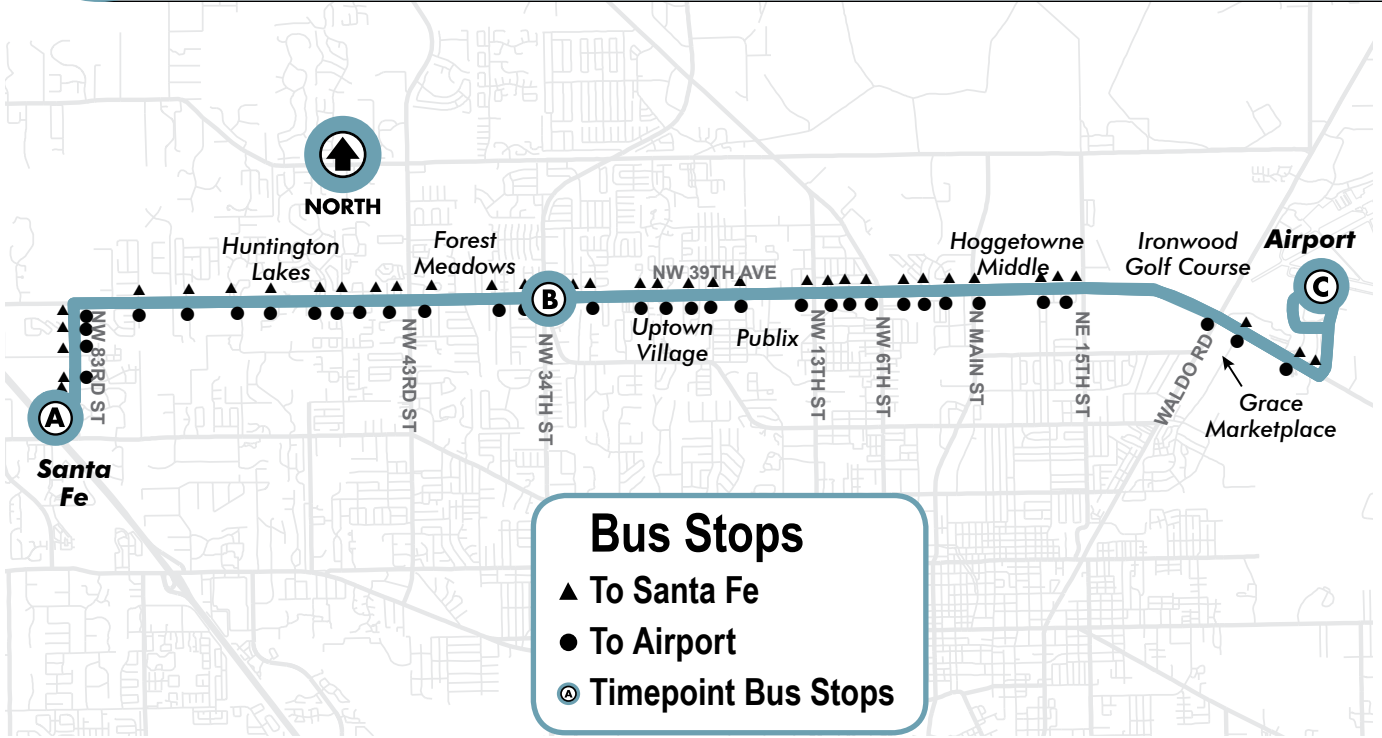 NORTH
Huntington
Lakes
Forest
Meadows
NW 39TH AVE
Hoggetowne
Middle
Ironwood
Golf Course
Airport
C
B
Uptown
Village
Publix
NW 83RD ST
NW 43RD ST
NW 34TH ST
NW 13TH ST
NW 6TH ST
N MAIN ST
NE 15TH ST
WALDO RD
Grace
Marketplace
A
Santa
Fe
Bus Stops
To Santa Fe
To Airport
A Timepoint Bus Stops